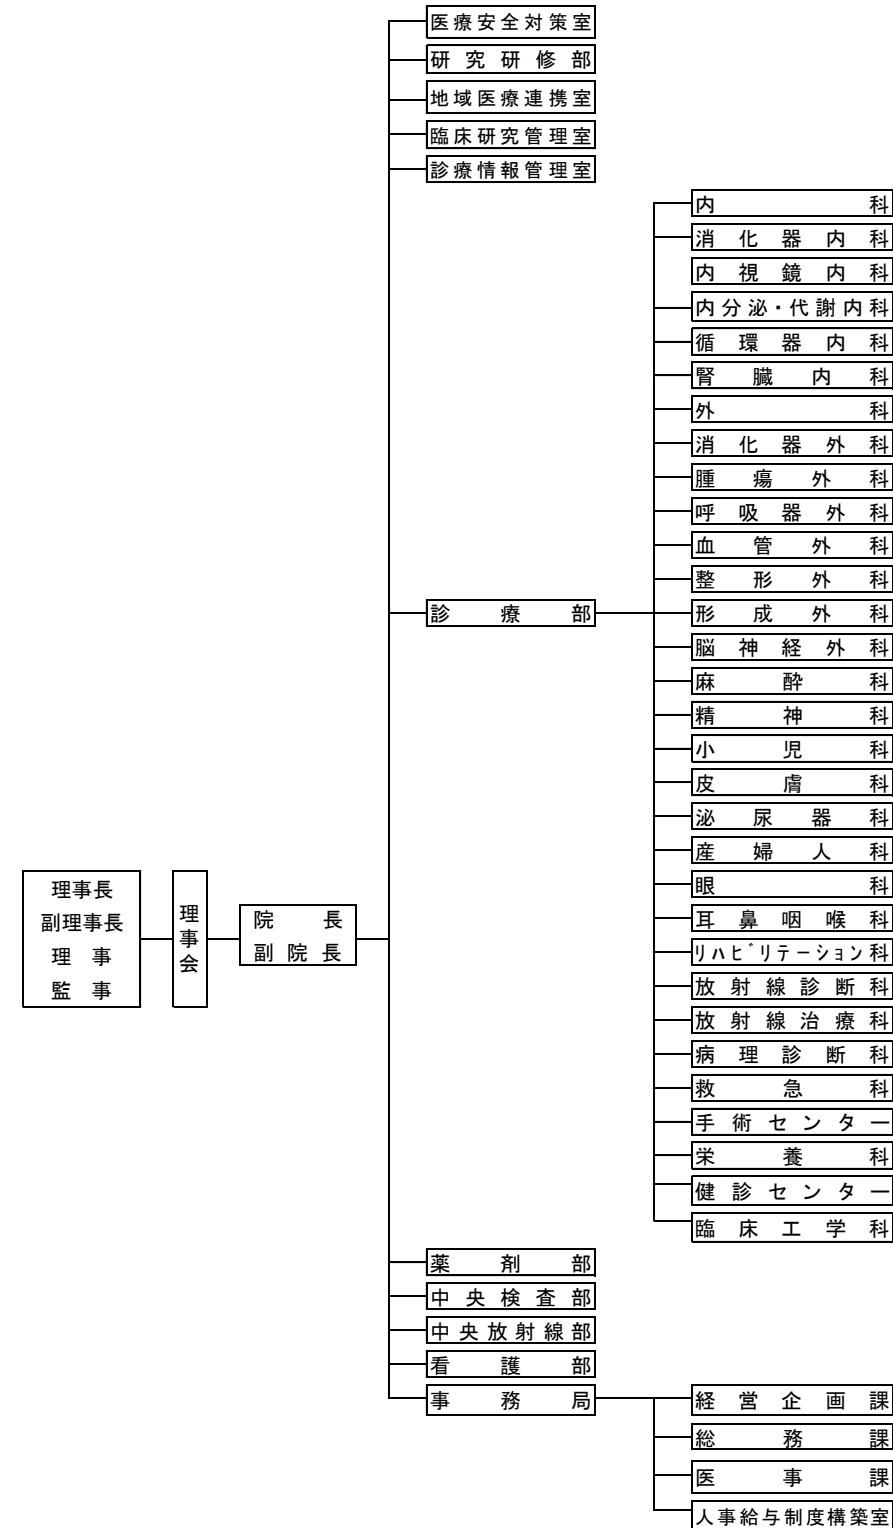 医療安全対策室
研究研修部
地域医療連携室
臨床研究管理室
診療情報管理室
内科
消化器内科
内視鏡内科
内分泌・代謝内科
循環器内科
腎臓内科
外科
消化器外科
腫瘍外科
呼吸器外科
血管外科
整形外科
診療部
形成外科
脳神経外科
麻酔科
精神科
小児科
皮膚科
泌尿器科
産婦人科
眼科
耳鼻咽喉科
リハビリテーション科
放射線診断科
放射線治療科
病理診断科
救急科
手術センター
栄養科
健診センター
臨床工学科
理事長
副理事長
理事
監事
理事会
院長
副院長
薬剤部
中央検査部
中央放射線部
看護部
事務局
経営企画課
総務課
医事課
人事給与制度構築室